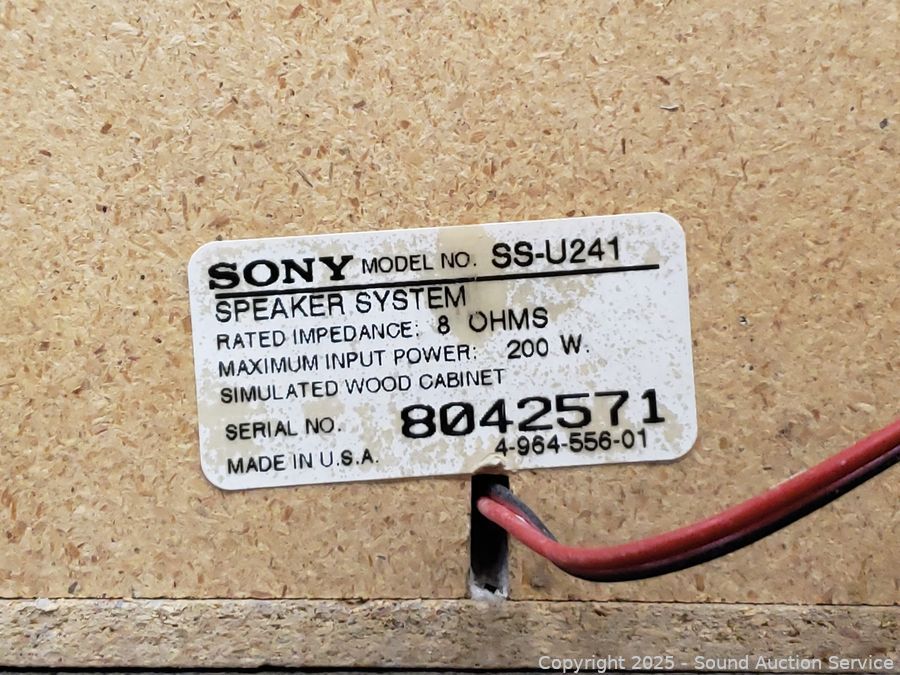 SONY MODEL NO. SS-U241
SPEAKER SYSTEM
RATED IMPEDANCE: 8 OHMS
MAXIMUM INPUT POWER: 200 W.
SIMULATED WOOD CABINET
SERIAL NO. 8042571
4-964-556-01
MADE IN U.S.A.
Copyright 2025 - Sound Auction Service